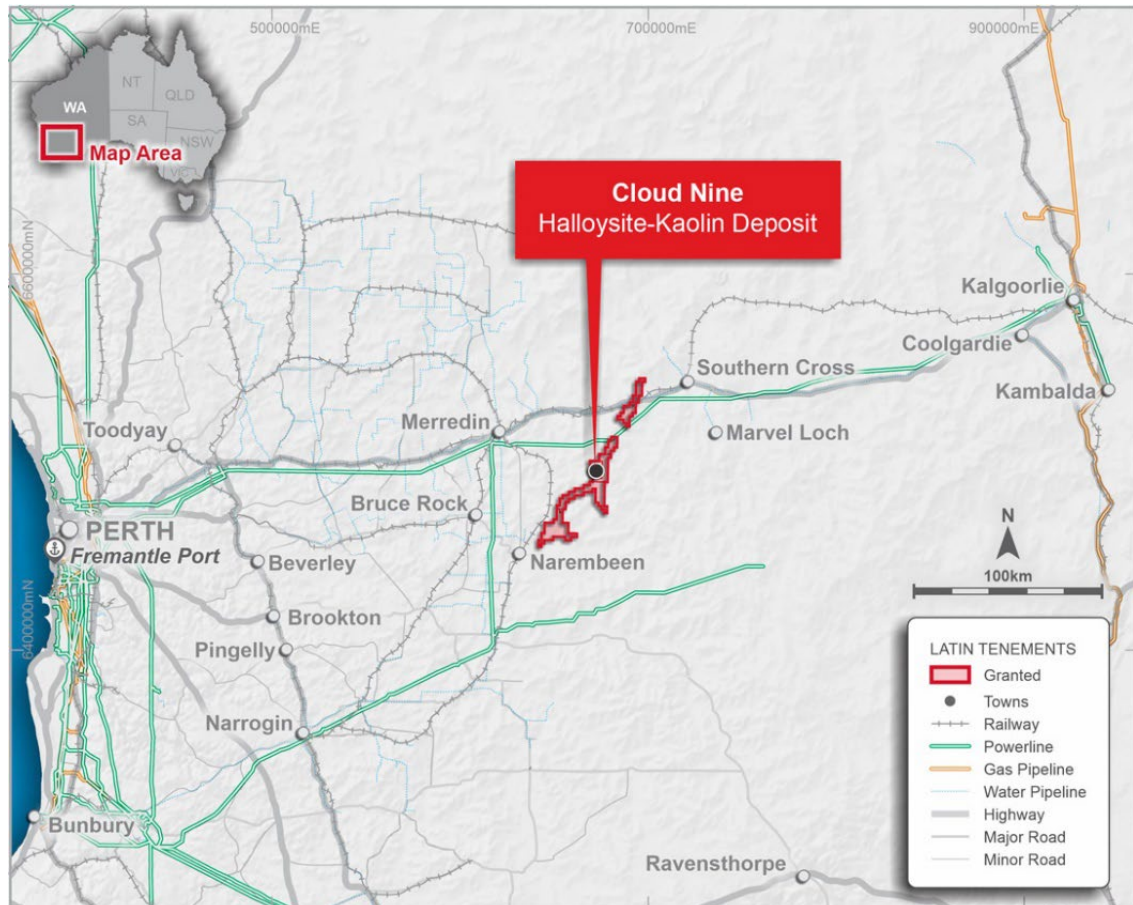 500000mE
700000mE
900000mE
NT
QLD
WA
SA
NSW
VIC
Map Area
Cloud Nine
Halloysite-Kaolin Deposit
6600000mN
Kalgoorlie
Coolgardie
Southern Cross
Kambalda
Merredin
Toodyay
Marvel Loch
Bruce Rock
PERTH
Fremantle Port
Beverley
Narembeen
N
100km
Brookton
6400000mN
Pingelly
Narrogin
Bunbury
Ravensthorpe
LATIN TENEMENTS
Granted
Towns
Railway
Powerline
Gas Pipeline
Water Pipeline
Highway
Major Road
Minor Road